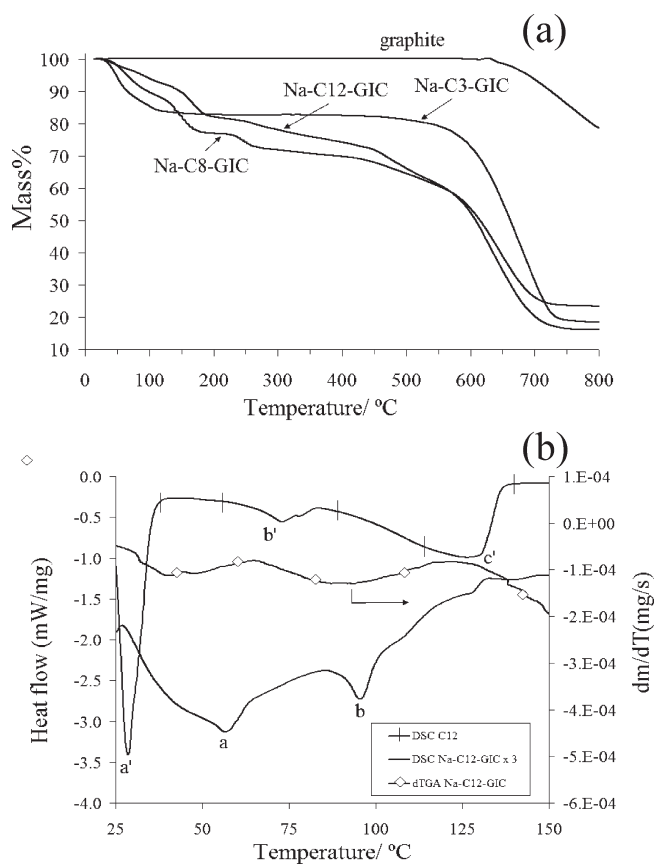 (a)
graphite
Na-C12-GIC
Na-C3-GIC
Na-C8-GIC
Mass%
100
90
80
70
60
50
40
30
20
10
0 100 200 300 400 500 600 700 800
Temperature/ ºC
(b)
0.0
-0.5
-1.0
-1.5
-2.0
-2.5
-3.0
-3.5
-4.0
Heat flow (mW/mg)
1.E-04
0.E+00
-1.E-04
-2.E-04
-3.E-04
-4.E-04
-5.E-04
-6.E-04
dm/dT(mg/s)
b'
c'
a
b
a'
DSC C12
DSC Na-C12-GIC x 3
dTGA Na-C12-GIC
25 50 75 100 125 150
Temperature/ ºC